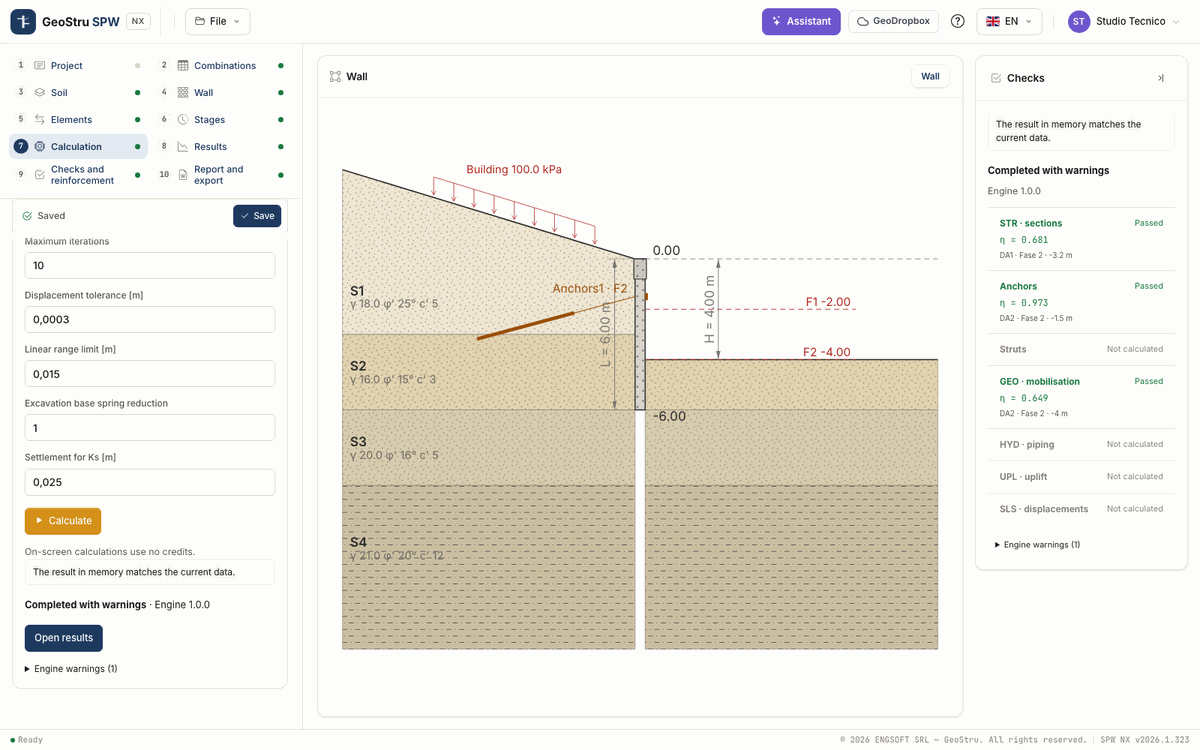 GeoStru SPW NX File Assistant GeoDropbox EN ST Studio Tecnico
1 Project 2 Combinations
3 Soil 4 Wall
5 Elements 6 Stages
7 Calculation 8 Results
9 Checks and reinforcement 10 Report and export
Saved Save
Maximum iterations
10
Displacement tolerance [m]
0,0003
Linear range limit [m]
0,015
Excavation base spring reduction
1
Settlement for Ks [m]
0,025
Calculate
On-screen calculations use no credits.
The result in memory matches the current data.
Completed with warnings · Engine 1.0.0
Open results
Engine warnings (1)
Wall Wall
Building 100.0 kPa
0.00
Anchors1 · F2
S1
γ 18.0 φ' 25° c' 5
L = 6.00 m
H = 4.00 m
F1 -2.00
F2 -4.00
S2
γ 16.0 φ' 15° c' 3
-6.00
S3
γ 20.0 φ' 16° c' 5
S4
γ 21.0 φ' 20° c' 12
Checks
The result in memory matches the
current data.
Completed with warnings
Engine 1.0.0
STR · sections Passed
η = 0.681
DA1 · Fase 2 · -3.2 m
Anchors Passed
η = 0.973
DA2 · Fase 2 · -1.5 m
Struts Not calculated
GEO · mobilisation Passed
η = 0.649
DA2 · Fase 2 · -4 m
HYD · piping Not calculated
UPL · uplift Not calculated
SLS · displacements Not calculated
Engine warnings (1)
Ready © 2026 ENGSOFT SRL — GeoStru. All rights reserved. SPW NX v2026.1.323